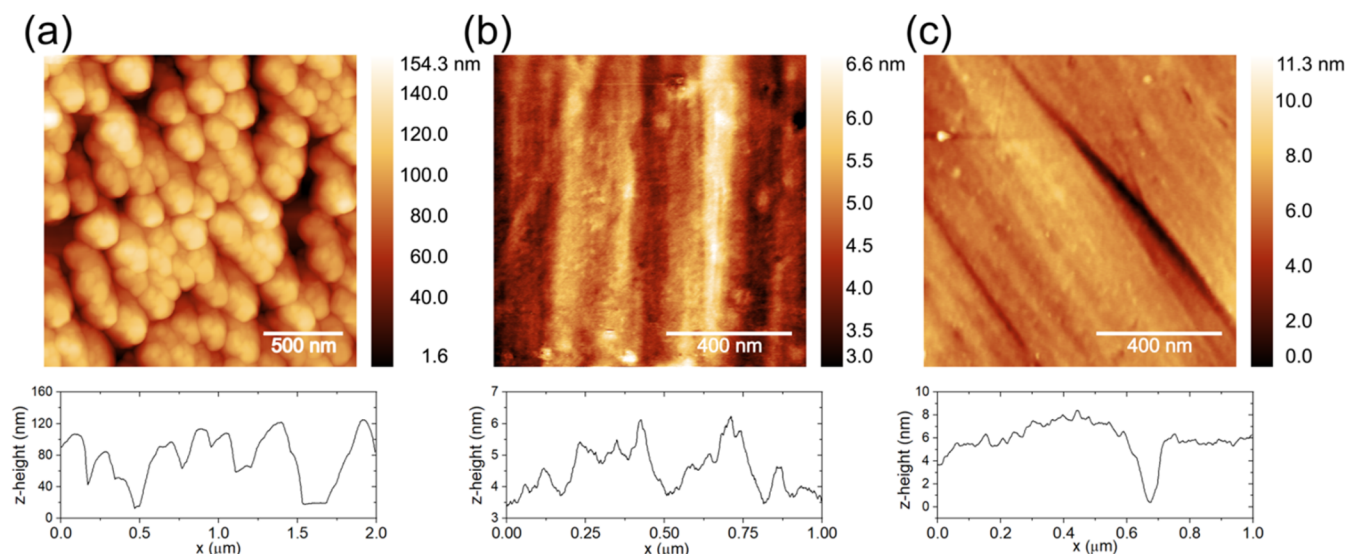 (a)
154.3 nm
140.0
120.0
100.0
80.0
60.0
40.0
1.6
500 nm
(b)
6.6 nm
6.0
5.5
5.0
4.5
4.0
3.5
3.0
400 nm
(c)
11.3 nm
10.0
8.0
6.0
4.0
2.0
0.0
400 nm
z-height (nm)
160
120
80
40
0
0.0 0.5 1.0 1.5 2.0
x (μm)
z-height (nm)
7
6
5
4
3
0.00 0.25 0.50 0.75 1.00
x (μm)
z-height (nm)
10
8
6
4
2
0
0.0 0.2 0.4 0.6 0.8 1.0
x (μm)